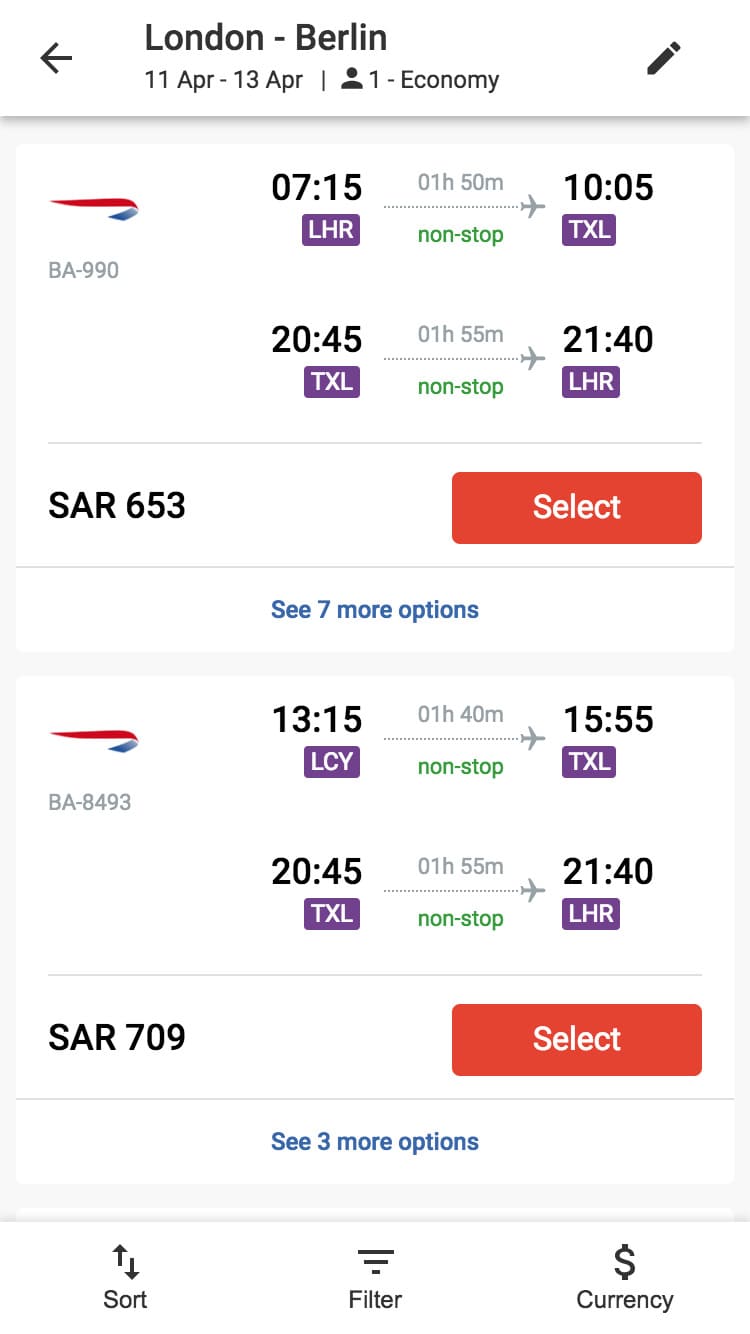 London - Berlin
11 Apr - 13 Apr | 1 - Economy
07:15 01h 50m 10:05
LHR non-stop TXL
BA-990
20:45 01h 55m 21:40
TXL non-stop LHR
SAR 653 Select
See 7 more options
13:15 01h 40m 15:55
LCY non-stop TXL
BA-8493
20:45 01h 55m 21:40
TXL non-stop LHR
SAR 709 Select
See 3 more options
Sort Filter Currency